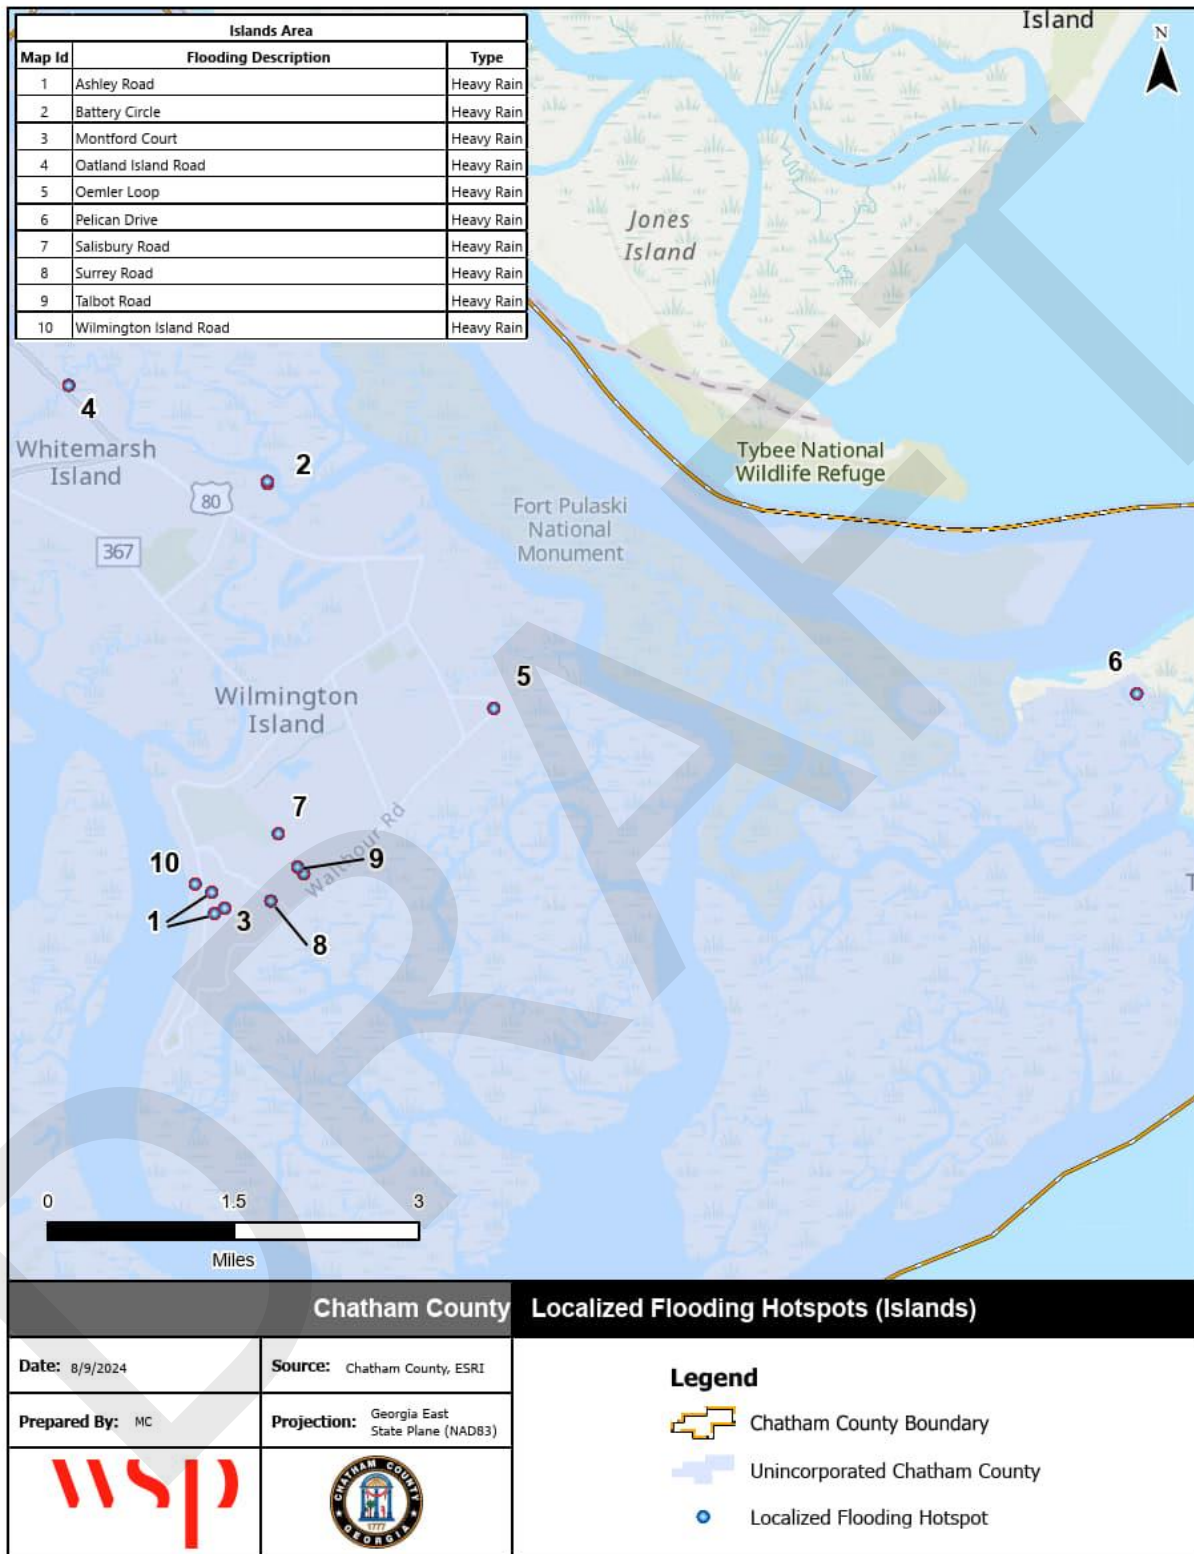 Islands Area
Map Id Flooding Description Type
1 Ashley Road Heavy Rain
2 Battery Circle Heavy Rain
3 Montford Court Heavy Rain
4 Oatland Island Road Heavy Rain
5 Oemler Loop Heavy Rain
6 Pelican Drive Heavy Rain
7 Salisbury Road Heavy Rain
8 Surrey Road Heavy Rain
9 Talbot Road Heavy Rain
10 Wilmington Island Road Heavy Rain
Island
N
Jones
Island
4
Whitemarsh
Island
2
80
367
Tybee National
Wildlife Refuge
Fort Pulaski
National
Monument
6
5
Wilmington
Island
7
Walthour Rd
9
10
1
3
8
T
DRAFT
0 1.5 3
Miles
Chatham County Localized Flooding Hotspots (Islands)
Date: 8/9/2024
Source: Chatham County, ESRI
Prepared By: MC
Projection: Georgia East
State Plane (NAD83)
wsp
CHATHAM COUNTY
1777
GEORGIA
Legend
Chatham County Boundary
Unincorporated Chatham County
Localized Flooding Hotspot